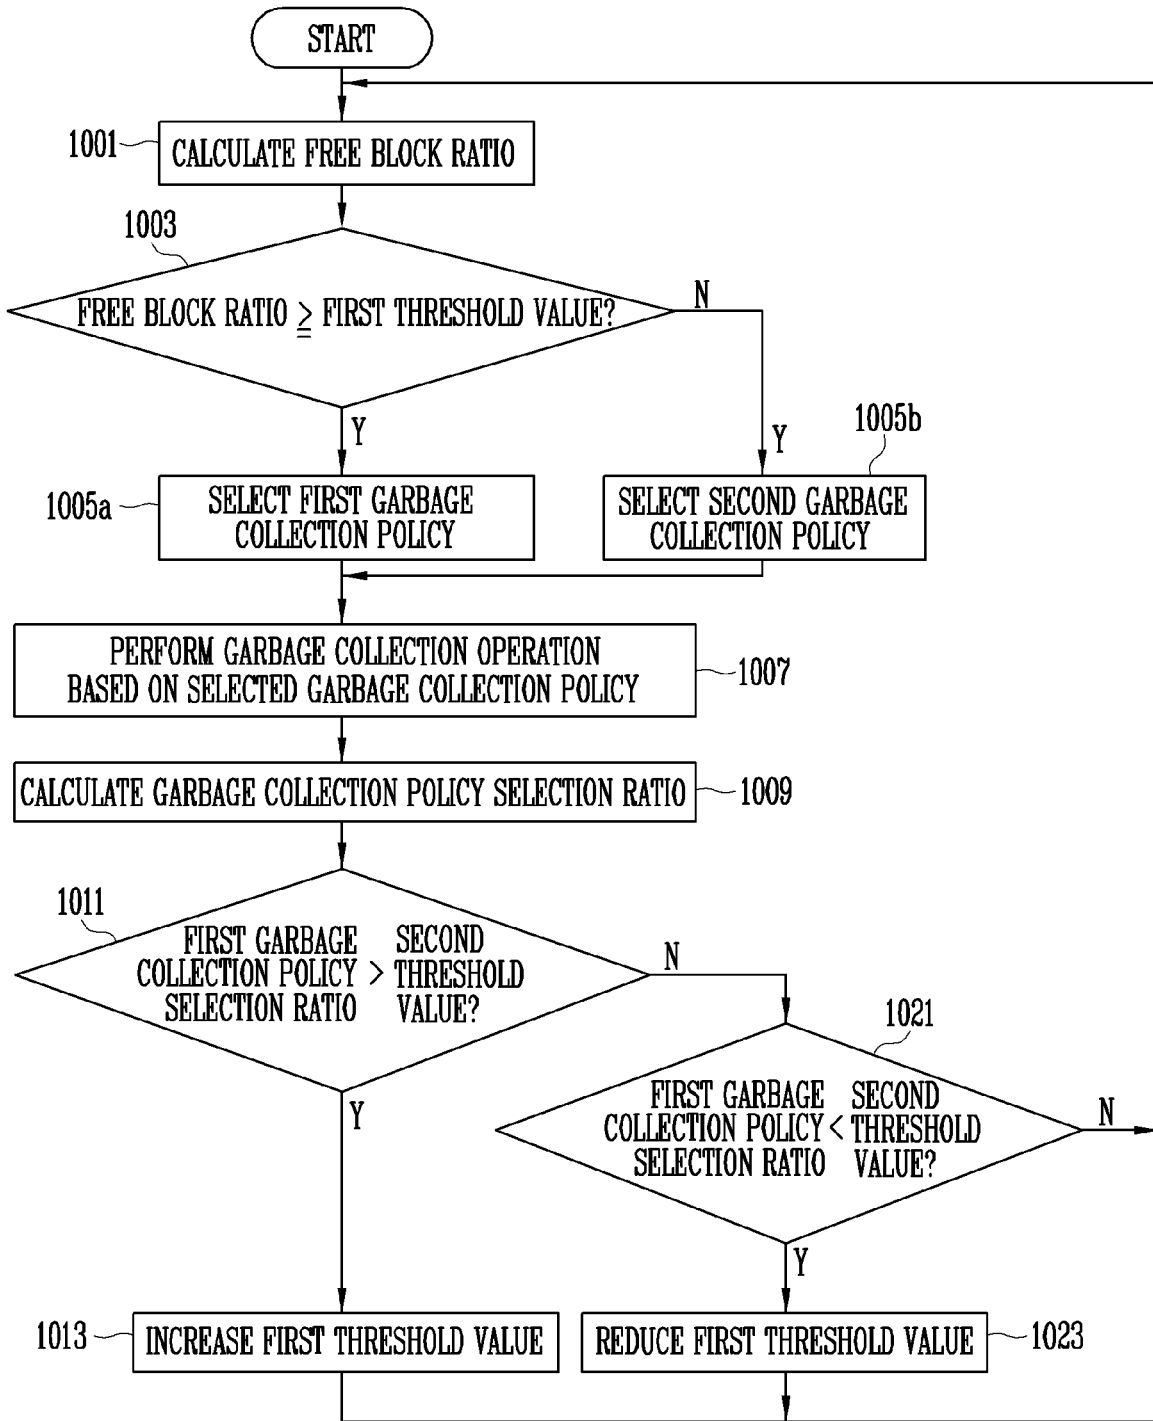 START
1001
CALCULATE FREE BLOCK RATIO
1003
FREE BLOCK RATIO ≧ FIRST THRESHOLD VALUE?
N
Y
Y
1005a
SELECT FIRST GARBAGE
COLLECTION POLICY
1005b
SELECT SECOND GARBAGE
COLLECTION POLICY
PERFORM GARBAGE COLLECTION OPERATION
BASED ON SELECTED GARBAGE COLLECTION POLICY
1007
CALCULATE GARBAGE COLLECTION POLICY SELECTION RATIO
1009
1011
FIRST GARBAGE SECOND
COLLECTION POLICY > THRESHOLD
SELECTION RATIO VALUE?
N
Y
1021
FIRST GARBAGE SECOND
COLLECTION POLICY < THRESHOLD
SELECTION RATIO VALUE?
N
Y
1013
INCREASE FIRST THRESHOLD VALUE
REDUCE FIRST THRESHOLD VALUE
1023